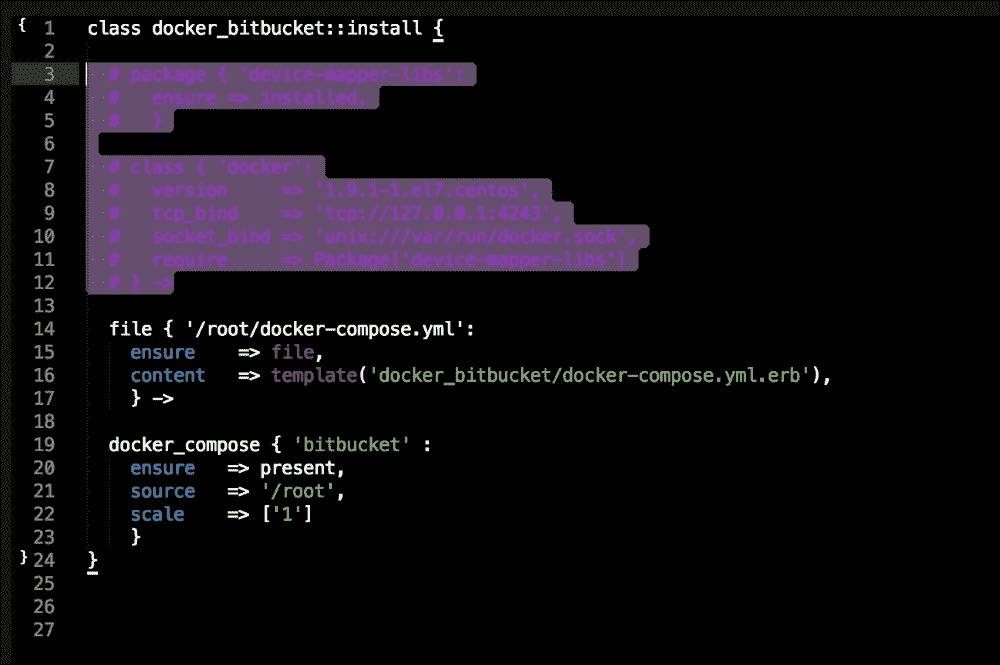 { 1 class docker_bitbucket::install {
2
3 # package { 'device-mapper-libs':
4 #   ensure => installed,
5 #   }
6
7 # class { 'docker':
8 #   version     => '1.9.1-1.el7.centos',
9 #   tcp_bind    => 'tcp://127.0.0.1:4243',
10 #   socket_bind => 'unix:///var/run/docker.sock',
11 #   require     => Package['device-mapper-libs']
12 # } ->
13
14 file { '/root/docker-compose.yml':
15 ensure    => file,
16 content   => template('docker_bitbucket/docker-compose.yml.erb'),
17 } ->
18
19 docker_compose { 'bitbucket' :
20 ensure   => present,
21 source   => '/root',
22 scale    => ['1']
23 }
} 24 }
25
26
27